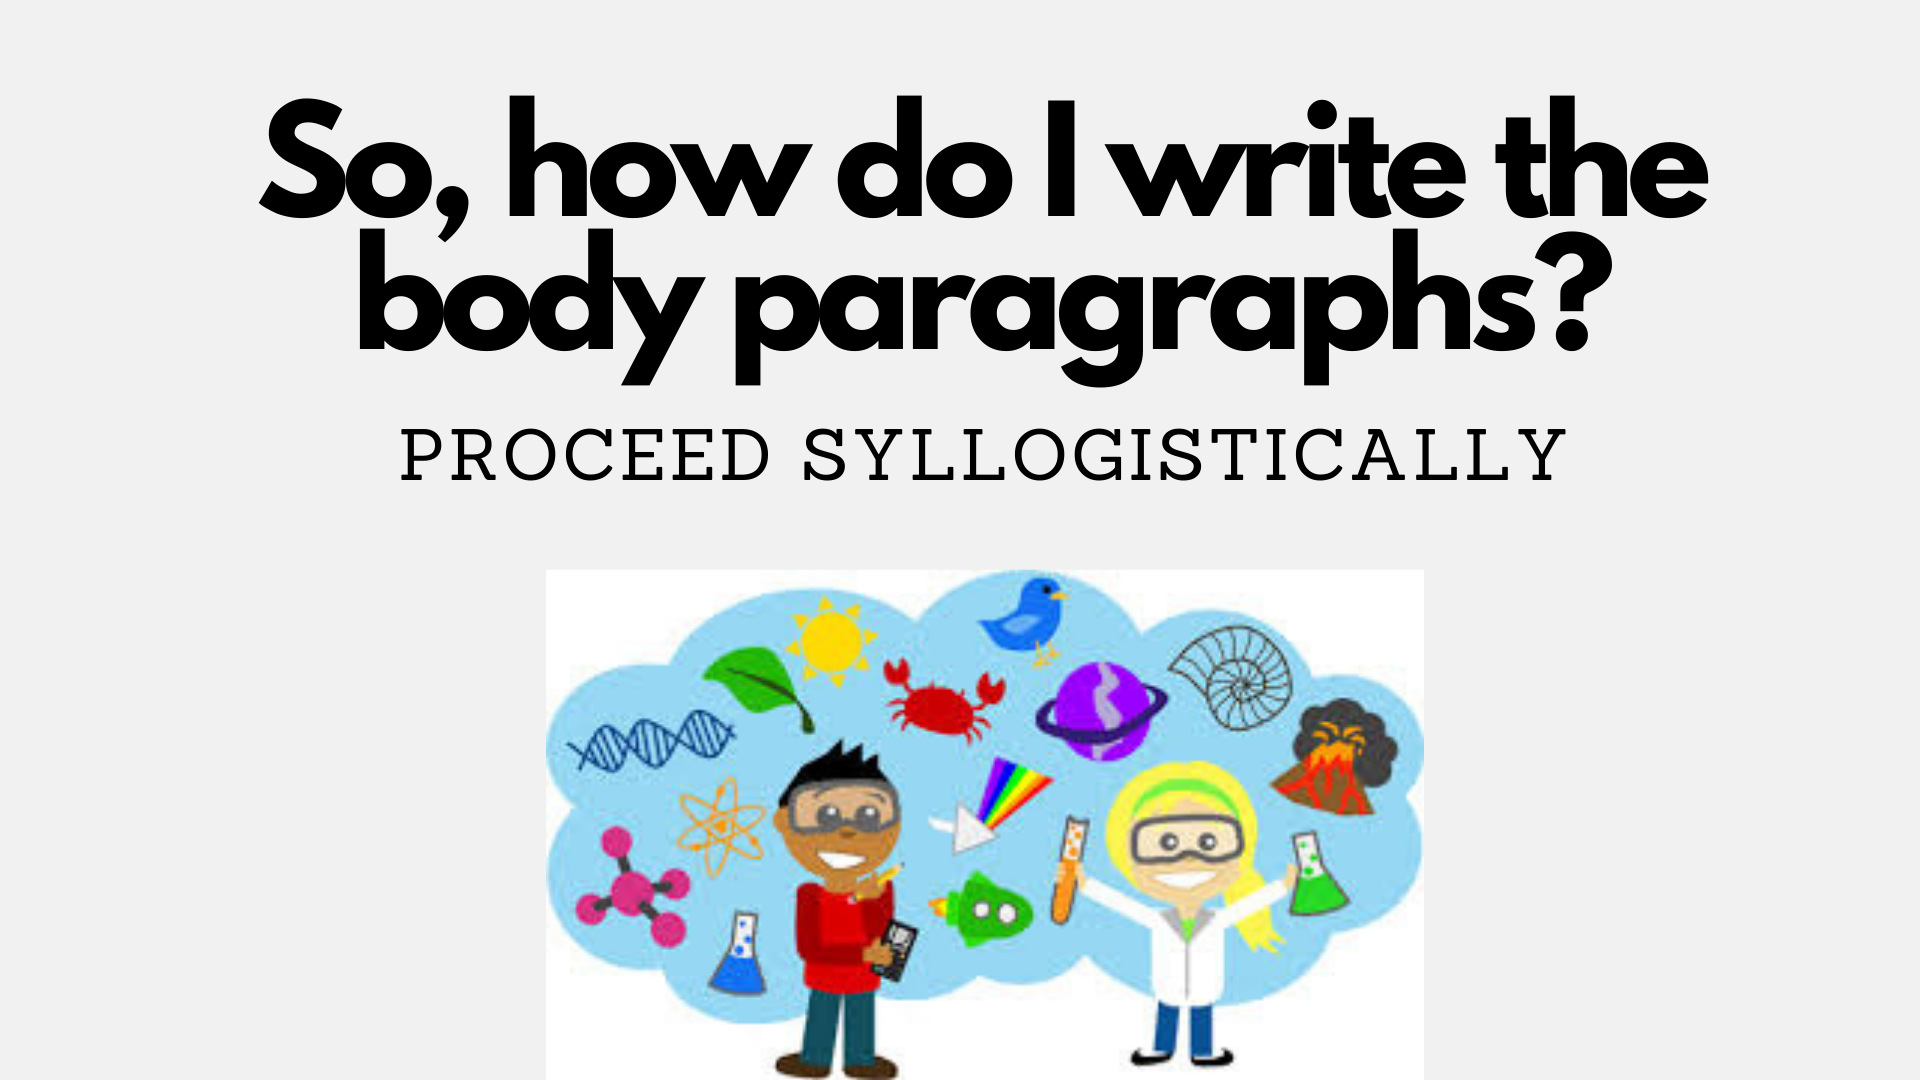 So, how do I write the
body paragraphs?
PROCEED SYLLOGISTICALLY